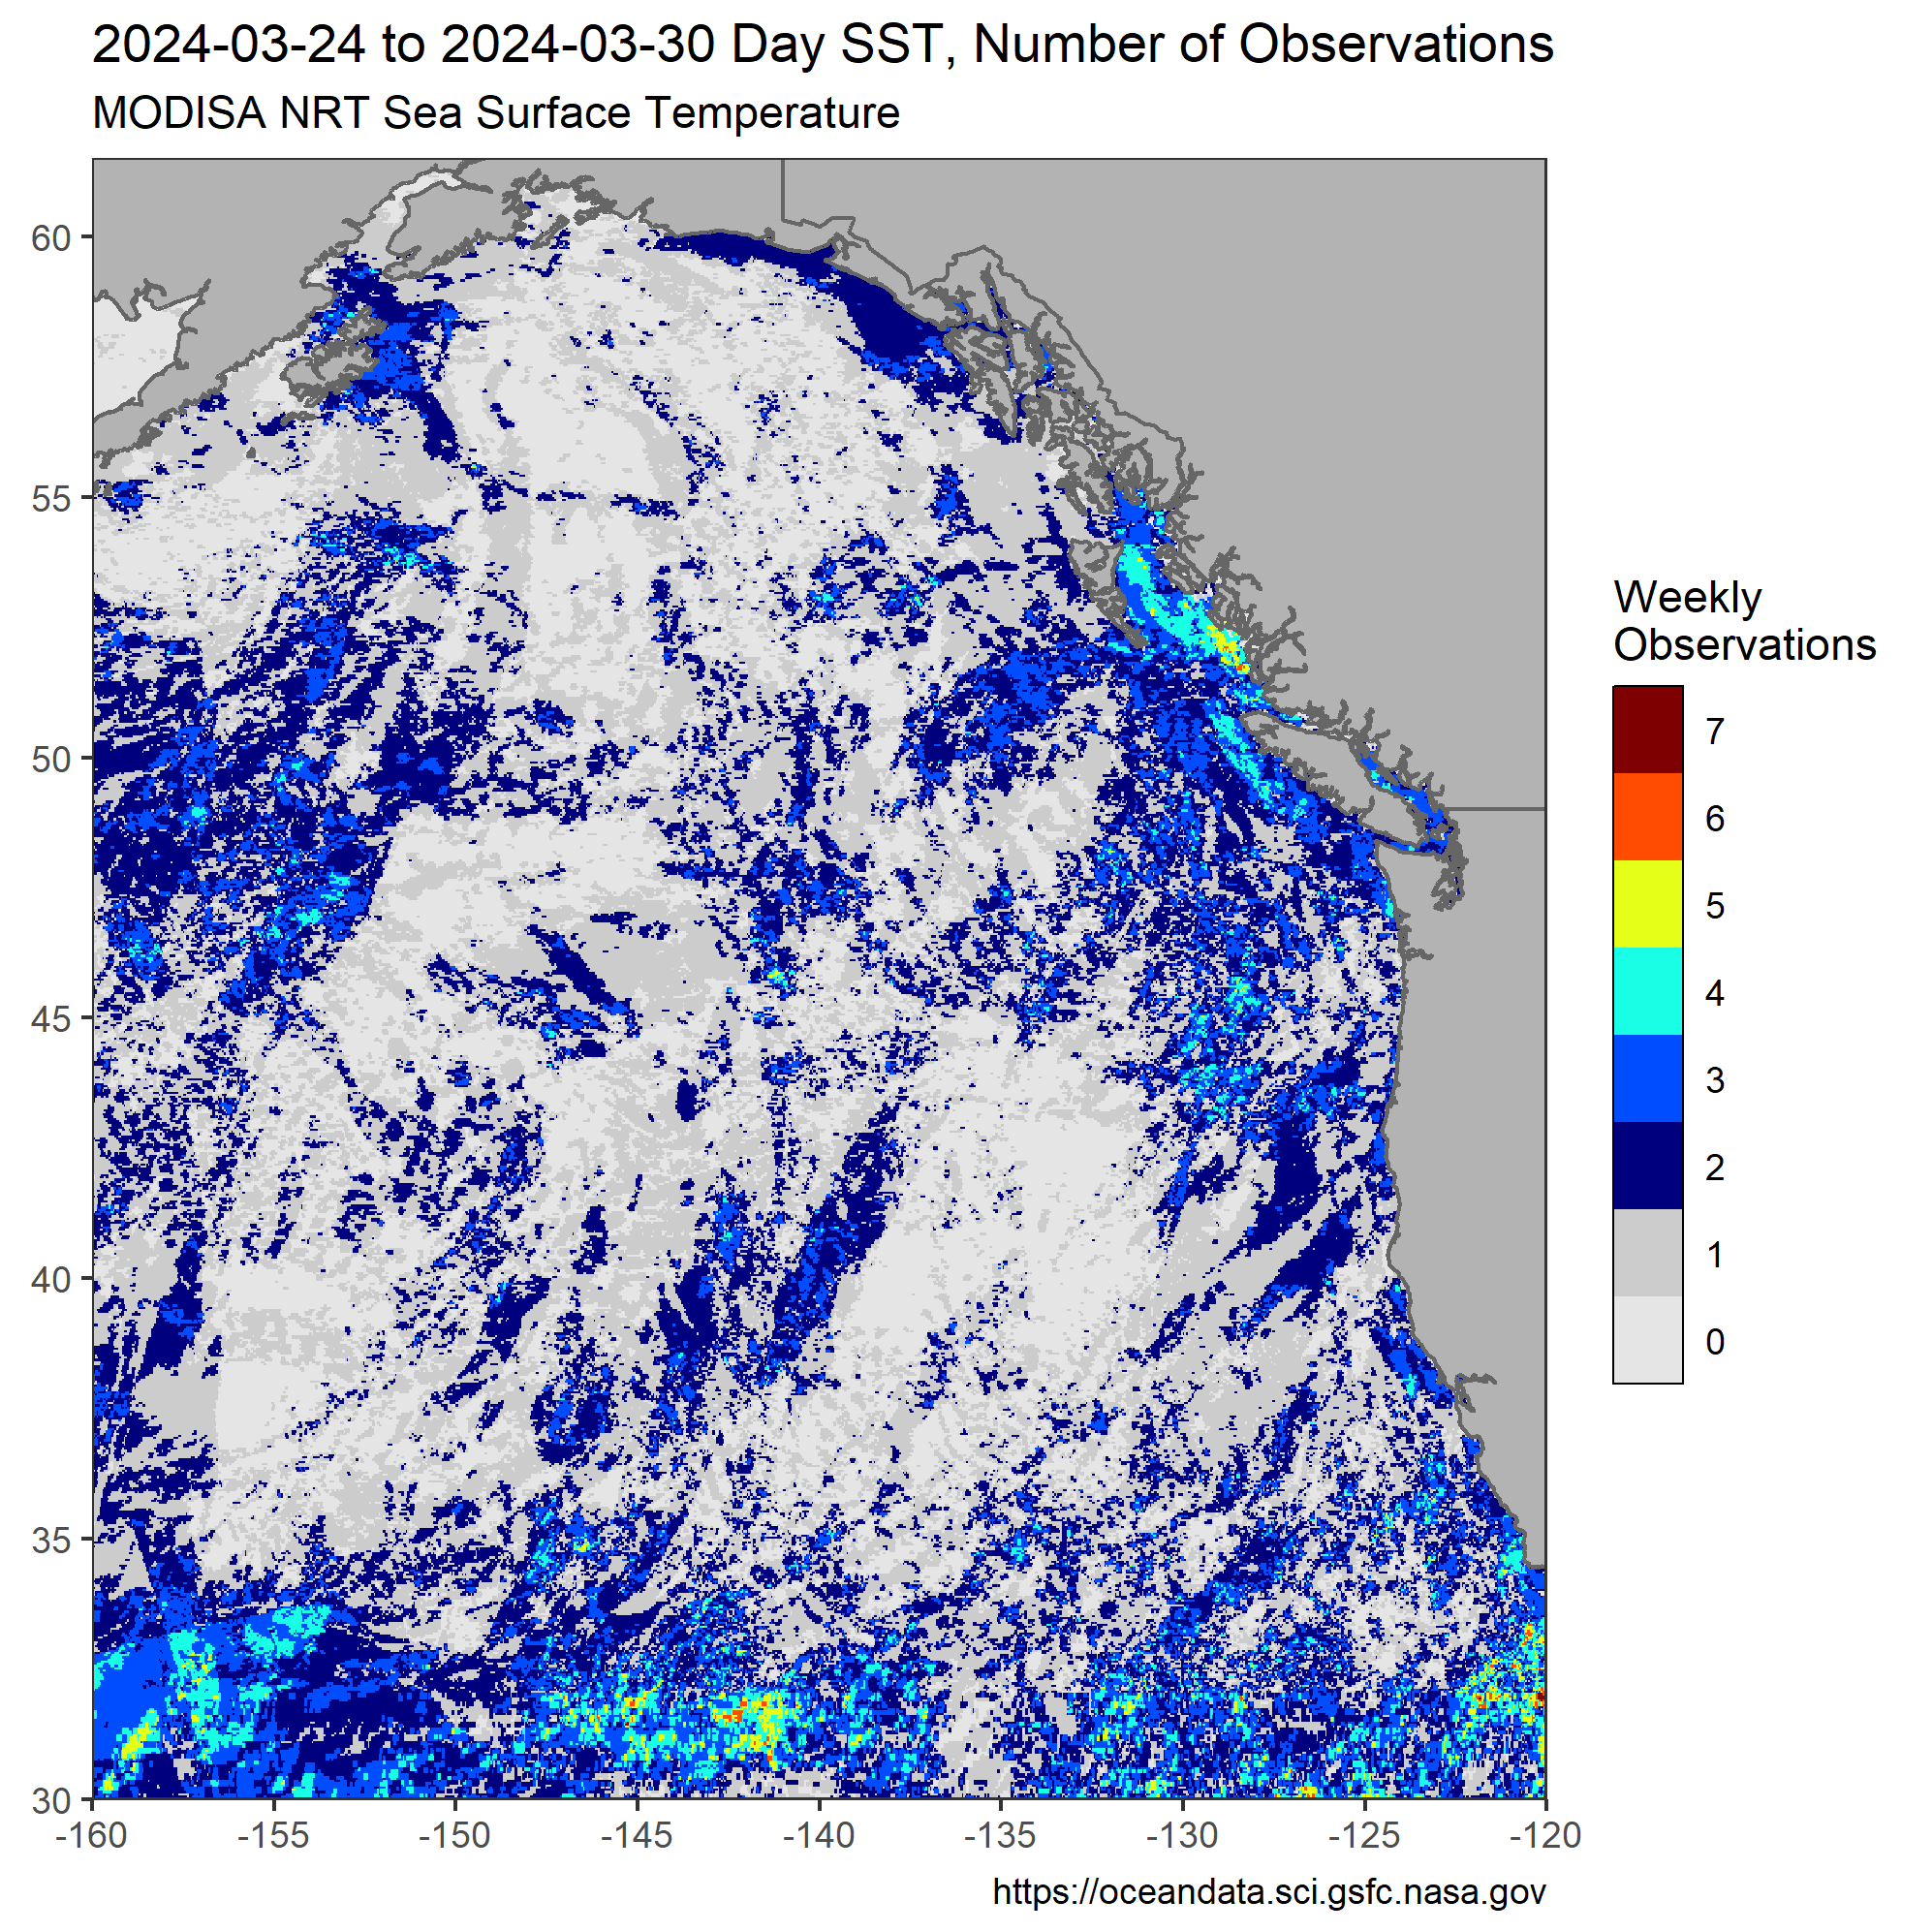 2024-03-24 to 2024-03-30 Day SST, Number of Observations
MODISA NRT Sea Surface Temperature
60
55
50
45
40
35
30
-160 -155 -150 -145 -140 -135 -130 -125 -120
Weekly
Observations
7
6
5
4
3
2
1
0
https://oceandata.sci.gsfc.nasa.gov